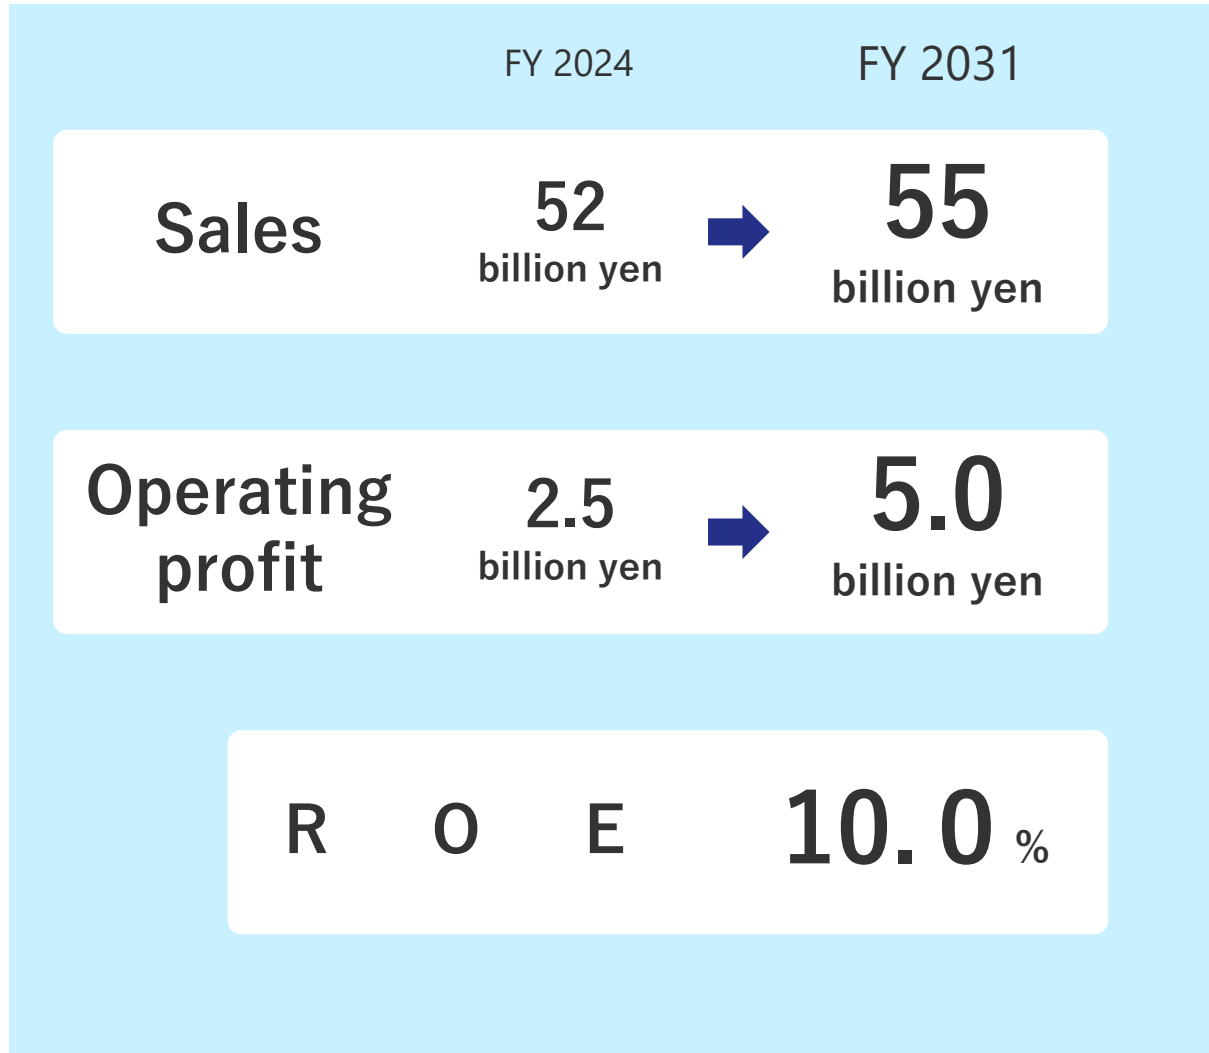 FY 2024 FY 2031
Sales 52 billion yen 55 billion yen
Operating profit 2.5 billion yen 5.0 billion yen
R O E 10. 0 %